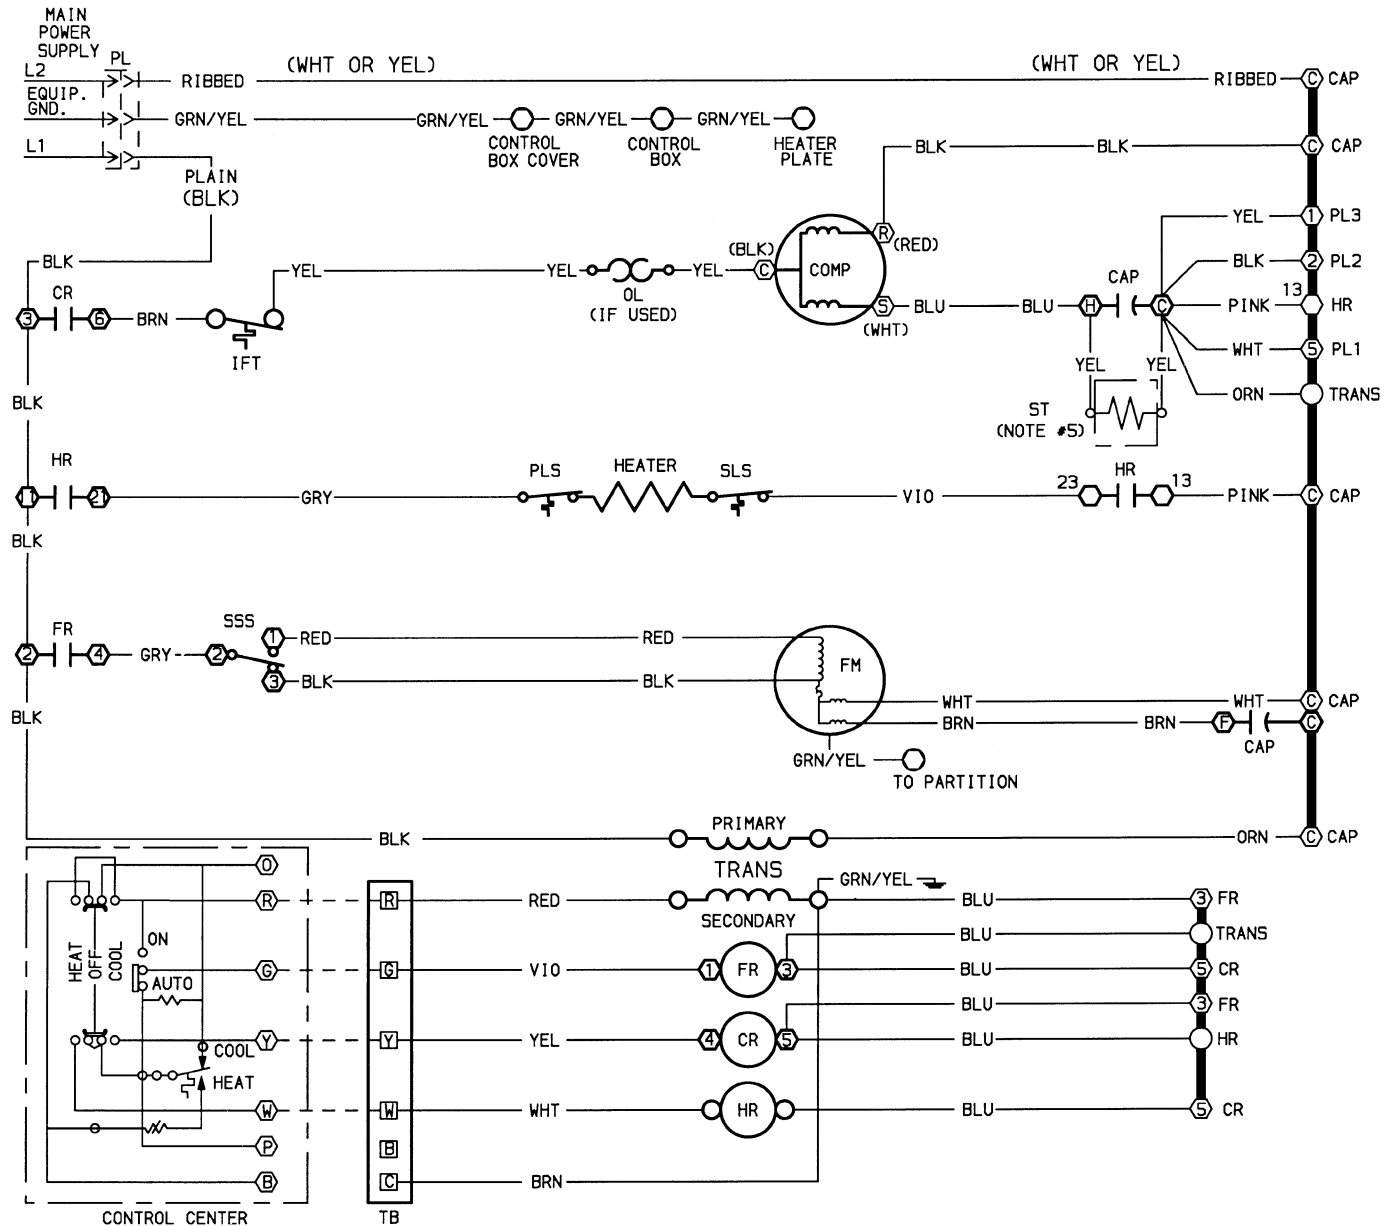 MAIN
POWER
SUPPLY
PL
L2
RIBBED
(WHT OR YEL)
(WHT OR YEL)
RIBBED
C
CAP
EQUIP.
GND.
GRN/YEL
GRN/YEL
GRN/YEL
GRN/YEL
CONTROL
BOX COVER
CONTROL
BOX
HEATER
PLATE
L1
BLK
BLK
C
CAP
PLAIN
(BLK)
YEL
1
PL3
R
(RED)
BLK
(BLK)
BLK
2
PL2
YEL
YEL
YEL
C
COMP
CAP
CR
OL
(IF USED)
13
3
6
BRN
S
BLU
BLU
H
C
PINK
HR
(WHT)
IFT
WHT
5
PL1
YEL
YEL
BLK
ST
(NOTE #5)
ORN
TRANS
HR
PLS
HEATER
SLS
23
HR
13
11
21
GRY
VIO
PINK
C
CAP
BLK
FR
SSS
1
RED
RED
2
4
GRY
2
FM
3
BLK
BLK
BLK
WHT
WHT
C
CAP
BRN
BRN
F
C
CAP
GRN/YEL
TO PARTITION
PRIMARY
BLK
ORN
C
CAP
TRANS
O
GRN/YEL
R
R
RED
BLU
3
FR
SECONDARY
ON
BLU
TRANS
HEAT
OFF
COOL
G
G
VIO
1
FR
3
BLU
5
CR
AUTO
BLU
3
FR
Y
Y
YEL
4
CR
5
BLU
HR
COOL
HEAT
W
W
WHT
HR
BLU
5
CR
P
B
B
C
BRN
CONTROL CENTER
TB